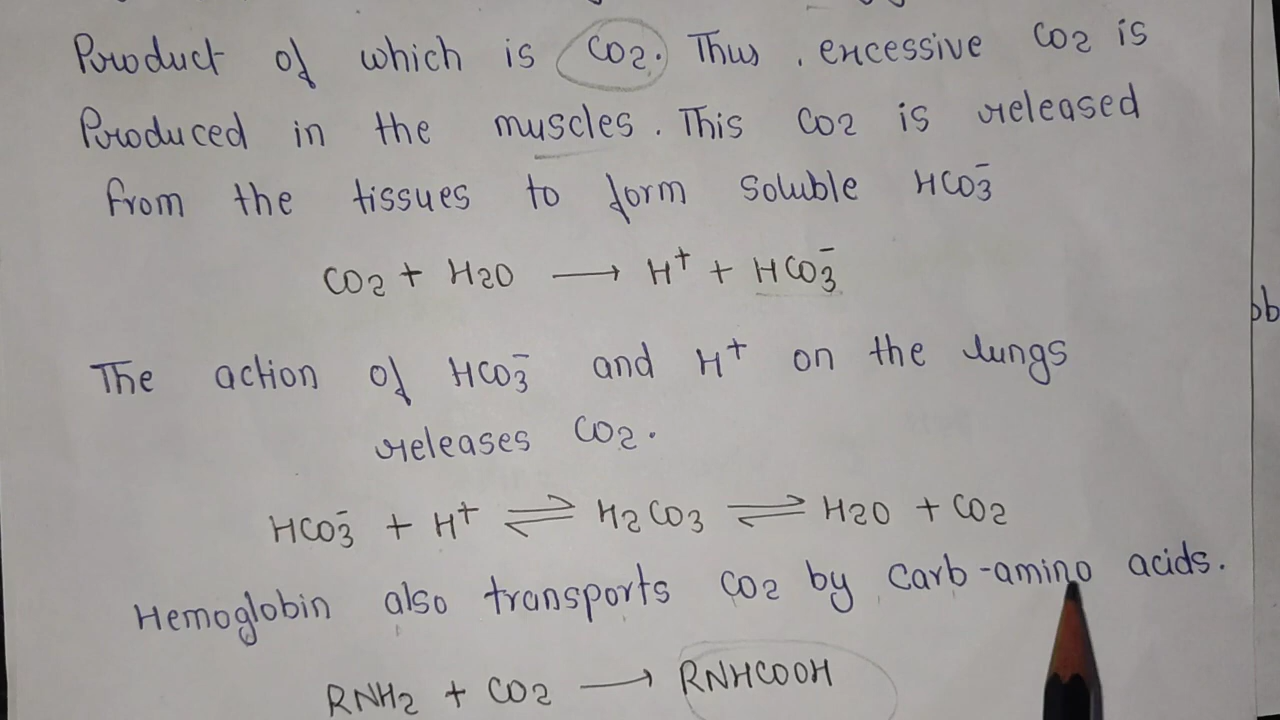 Product of which is CO2. Thus, excessive CO2 is
Produced in the muscles. This CO2 is released
from the tissues to form soluble HCO3⁻
CO2 + H2O ⟶ H⁺ + HCO3⁻
The action of HCO3⁻ and H⁺ on the lungs
releases CO2.
HCO3⁻ + H⁺ ⇌ H2CO3 ⇌ H2O + CO2
Hemoglobin also transports CO2 by Carb-amino acids.
RNH2 + CO2 ⟶ RNHCOOH